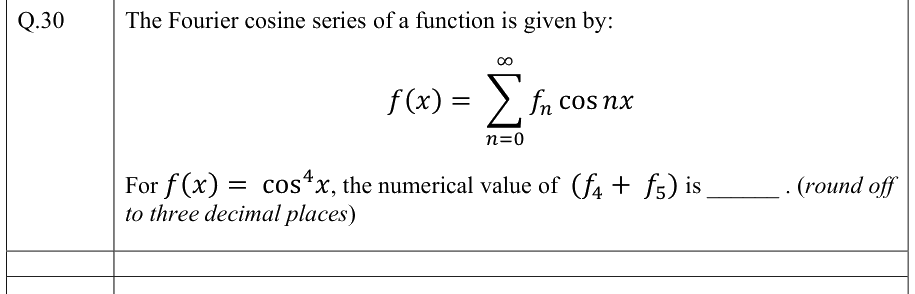 Q.30 The Fourier cosine series of a function is given by:
f(x) = ∑_{n=0}^{∞} f_n cos nx
For f(x) = cos⁴x, the numerical value of (f₄ + f₅) is ______ . (round off
to three decimal places)